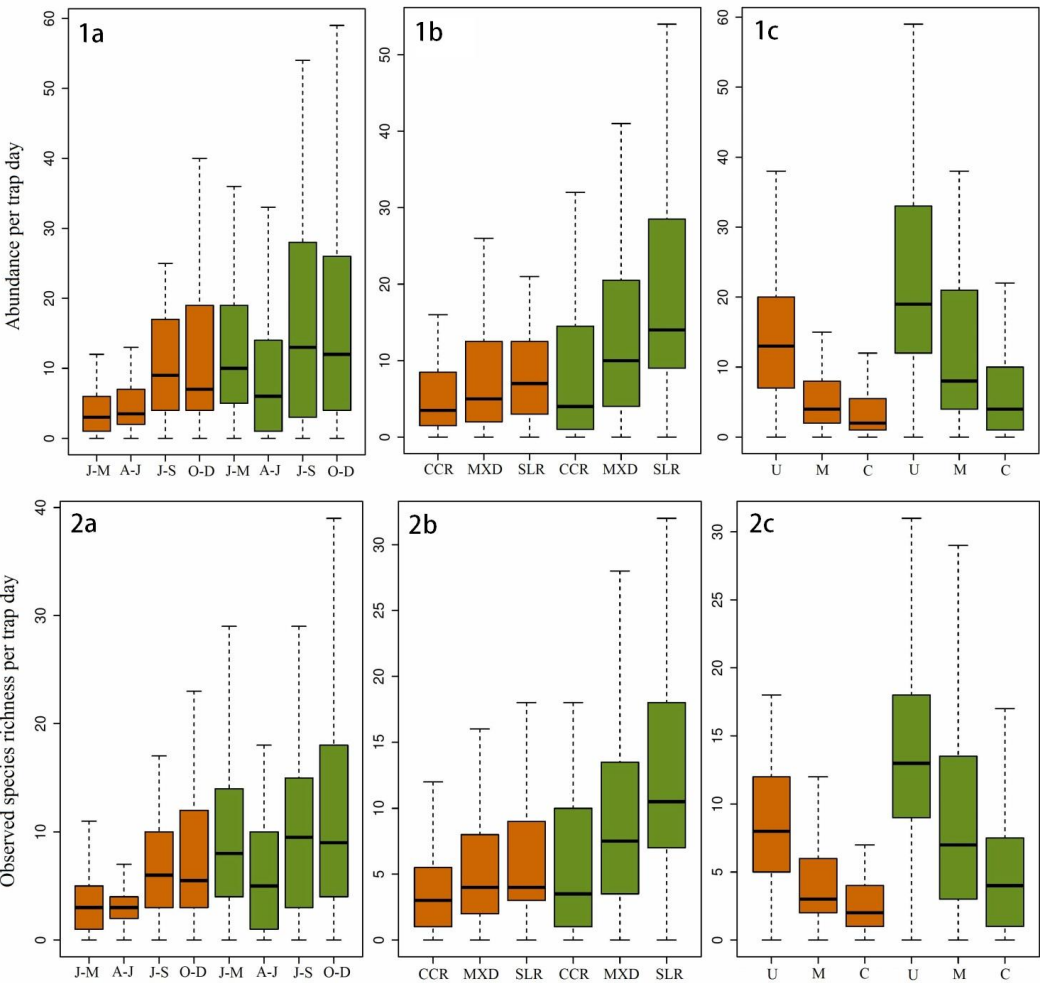 1a
1b
1c
Abundance per trap day
0 10 20 30 40 50 60
J-M A-J J-S O-D J-M A-J J-S O-D
0 10 20 30 40 50
CCR MXD SLR CCR MXD SLR
0 10 20 30 40 50 60
U M C U M C
2a
2b
2c
Observed species richness per trap day
0 10 20 30 40
J-M A-J J-S O-D J-M A-J J-S O-D
0 5 10 15 20 25 30
CCR MXD SLR CCR MXD SLR
0 5 10 15 20 25 30
U M C U M C